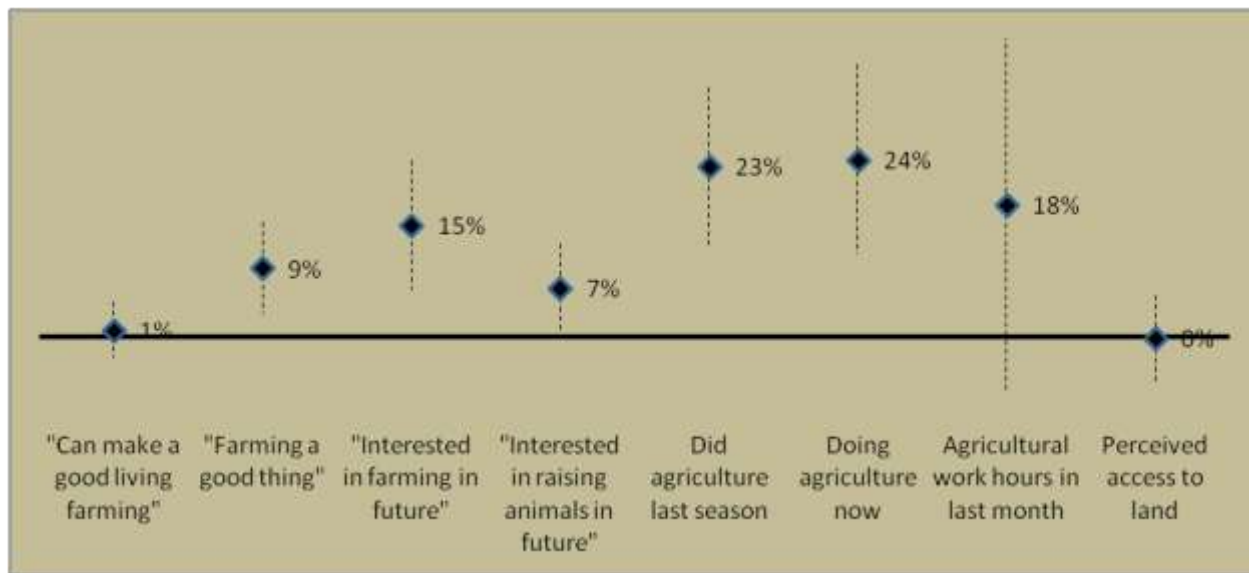 24%
23%
18%
15%
9%
7%
1%
0%
"Can make a
good living
farming"
"Farming a
good thing"
"Interested
in farming in
future"
"Interested
in raising
animals in
future"
Did
agriculture
last season
Doing
agriculture
now
Agricultural
work hours in
last month
Perceived
access to
land